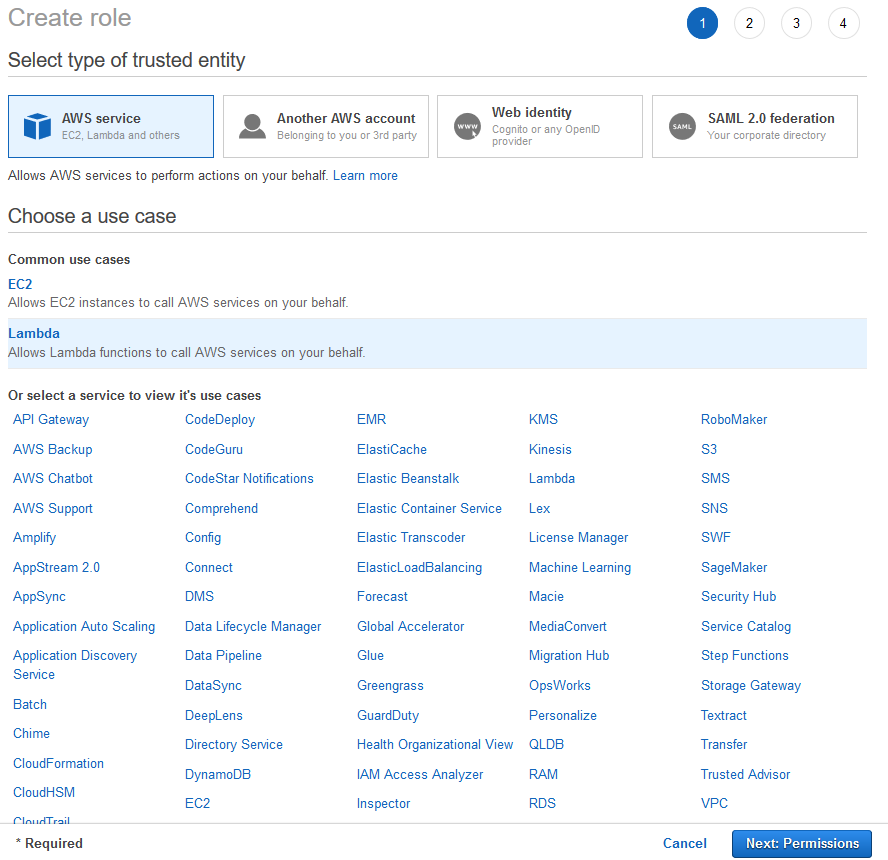 Create role
1 2 3 4
Select type of trusted entity
AWS service
EC2, Lambda and others
Another AWS account
Belonging to you or 3rd party
WWW
Web identity
Cognito or any OpenID
provider
SAML
SAML 2.0 federation
Your corporate directory
Allows AWS services to perform actions on your behalf. Learn more
Choose a use case
Common use cases
EC2
Allows EC2 instances to call AWS services on your behalf.
Lambda
Allows Lambda functions to call AWS services on your behalf.
Or select a service to view it's use cases
API Gateway
AWS Backup
AWS Chatbot
AWS Support
Amplify
AppStream 2.0
AppSync
Application Auto Scaling
Application Discovery
Service
Batch
Chime
CloudFormation
CloudHSM
CloudTrail
CodeDeploy
CodeGuru
CodeStar Notifications
Comprehend
Config
Connect
DMS
Data Lifecycle Manager
Data Pipeline
DataSync
DeepLens
Directory Service
DynamoDB
EC2
EMR
ElastiCache
Elastic Beanstalk
Elastic Container Service
Elastic Transcoder
ElasticLoadBalancing
Forecast
Global Accelerator
Glue
Greengrass
GuardDuty
Health Organizational View
IAM Access Analyzer
Inspector
KMS
Kinesis
Lambda
Lex
License Manager
Machine Learning
Macie
MediaConvert
Migration Hub
OpsWorks
Personalize
QLDB
RAM
RDS
RoboMaker
S3
SMS
SNS
SWF
SageMaker
Security Hub
Service Catalog
Step Functions
Storage Gateway
Textract
Transfer
Trusted Advisor
VPC
* Required
Cancel
Next: Permissions